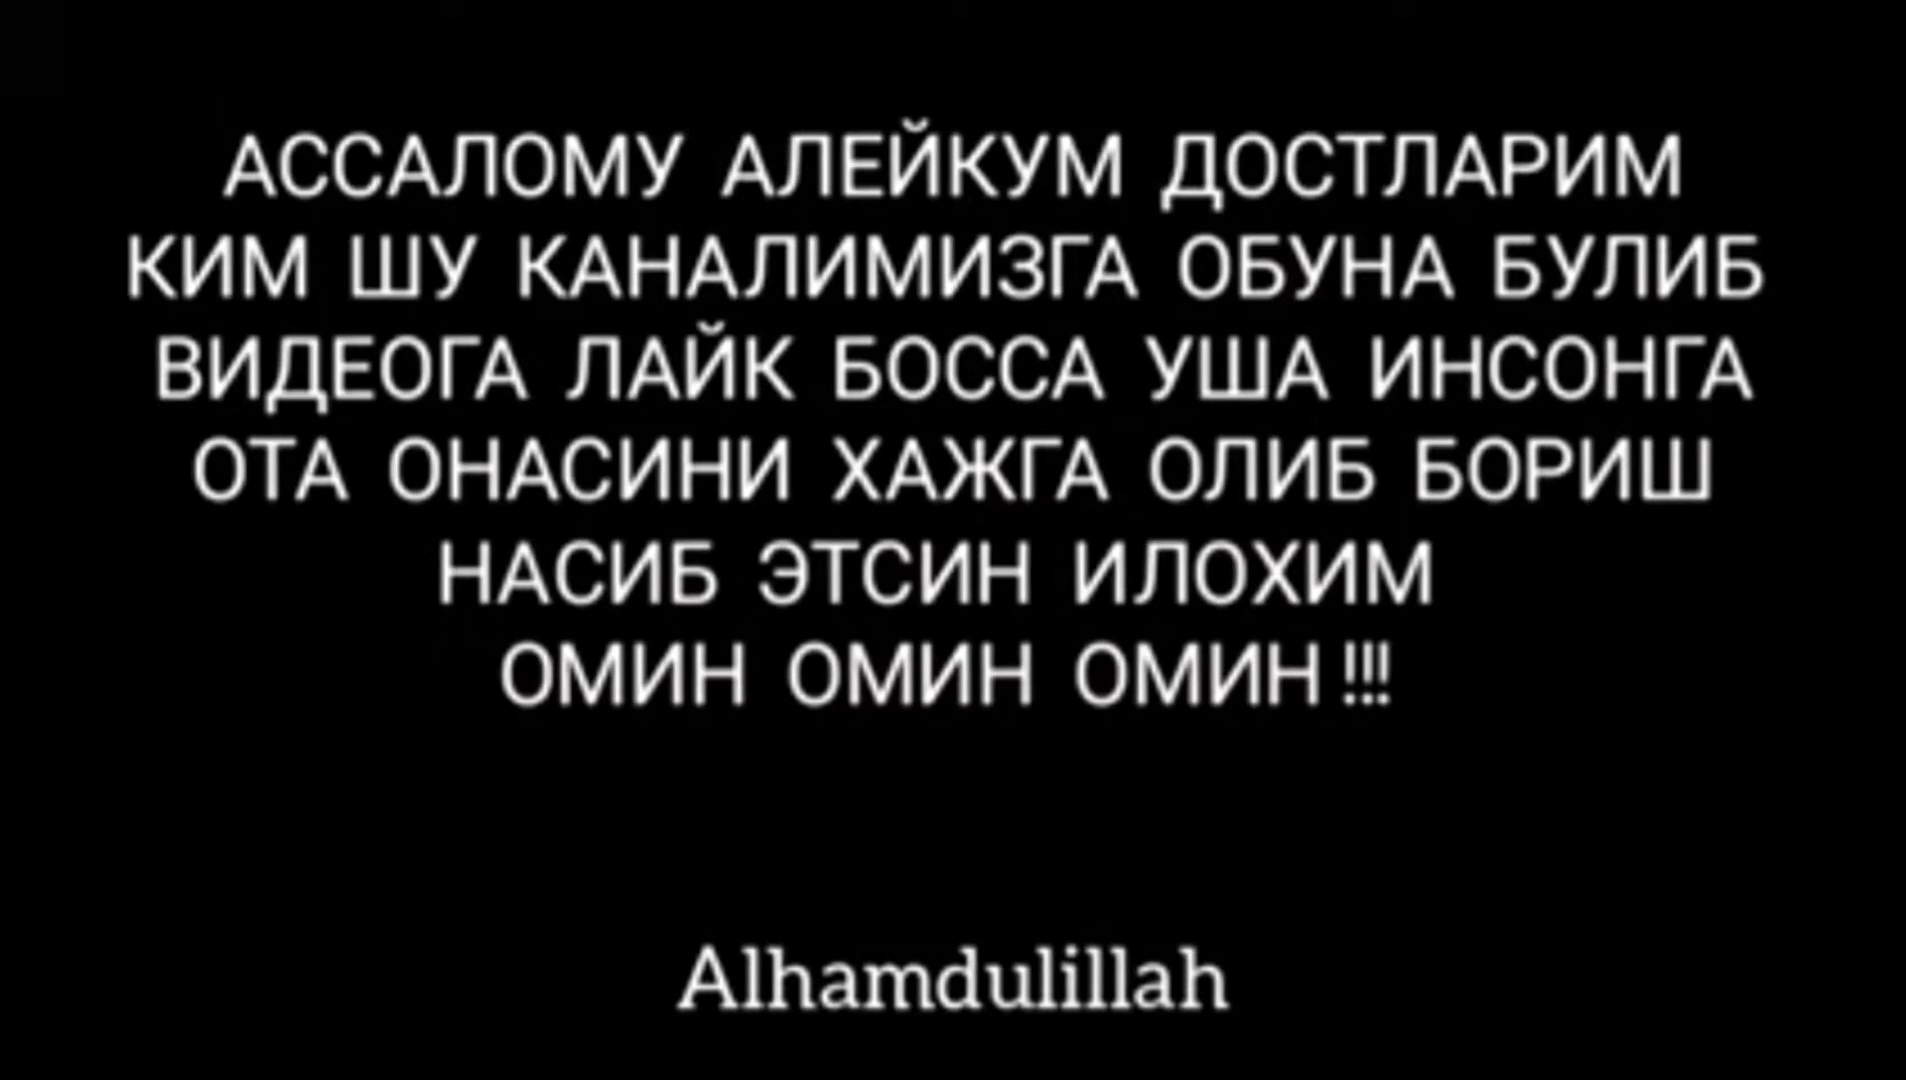 АССАЛОМУ АЛЕЙКУМ ДОСТЛАРИМ
КИМ ШУ КАНАЛИМИЗГА ОБУНА БУЛИБ
ВИДЕОГА ЛАЙК БОССА УША ИНСОНГА
ОТА ОНАСИНИ ХАЖГА ОЛИБ БОРИШ
НАСИБ ЭТСИН ИЛОХИМ
ОМИН ОМИН ОМИН !!!
Alhamdulillah